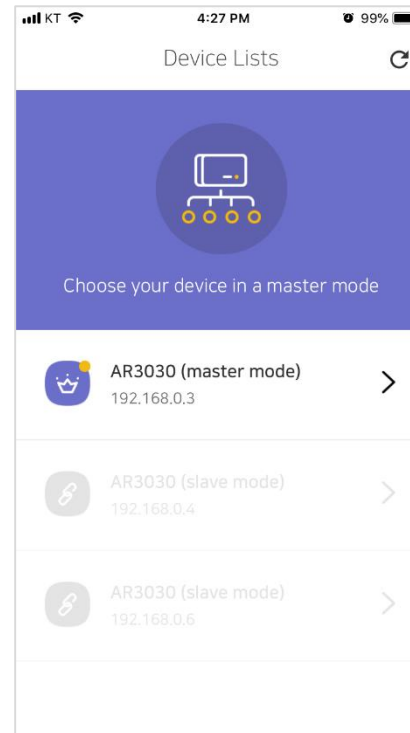 KT 4:27 PM 99%
Device Lists
Choose your device in a master mode
AR3030 (master mode)
192.168.0.3
AR3030 (slave mode)
192.168.0.4
AR3030 (slave mode)
192.168.0.6